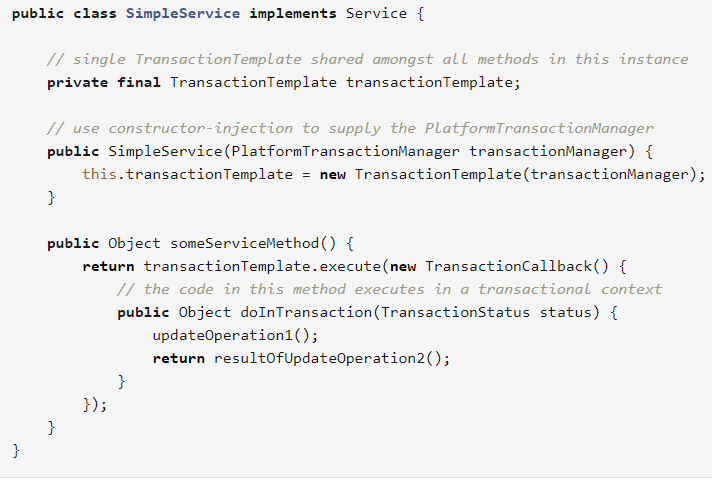 public class SimpleService implements Service {
// single TransactionTemplate shared amongst all methods in this instance
private final TransactionTemplate transactionTemplate;
// use constructor-injection to supply the PlatformTransactionManager
public SimpleService(PlatformTransactionManager transactionManager) {
this.transactionTemplate = new TransactionTemplate(transactionManager);
}
public Object someServiceMethod() {
return transactionTemplate.execute(new TransactionCallback() {
// the code in this method executes in a transactional context
public Object doInTransaction(TransactionStatus status) {
updateOperation1();
return resultOfUpdateOperation2();
}
});
}
}